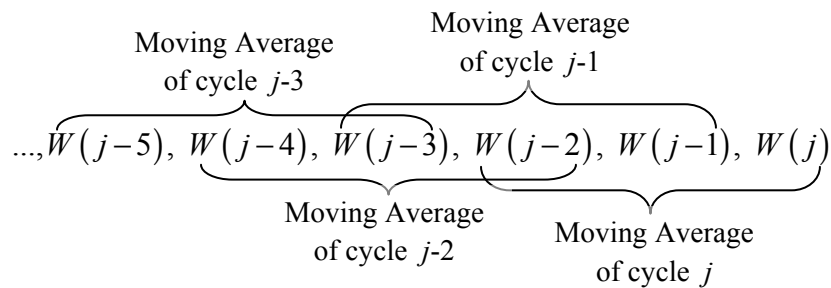 Moving Average
of cycle j-3
Moving Average
of cycle j-1
...,W(j−5), W(j−4), W(j−3), W(j−2), W(j−1), W(j)
Moving Average
of cycle j-2
Moving Average
of cycle j